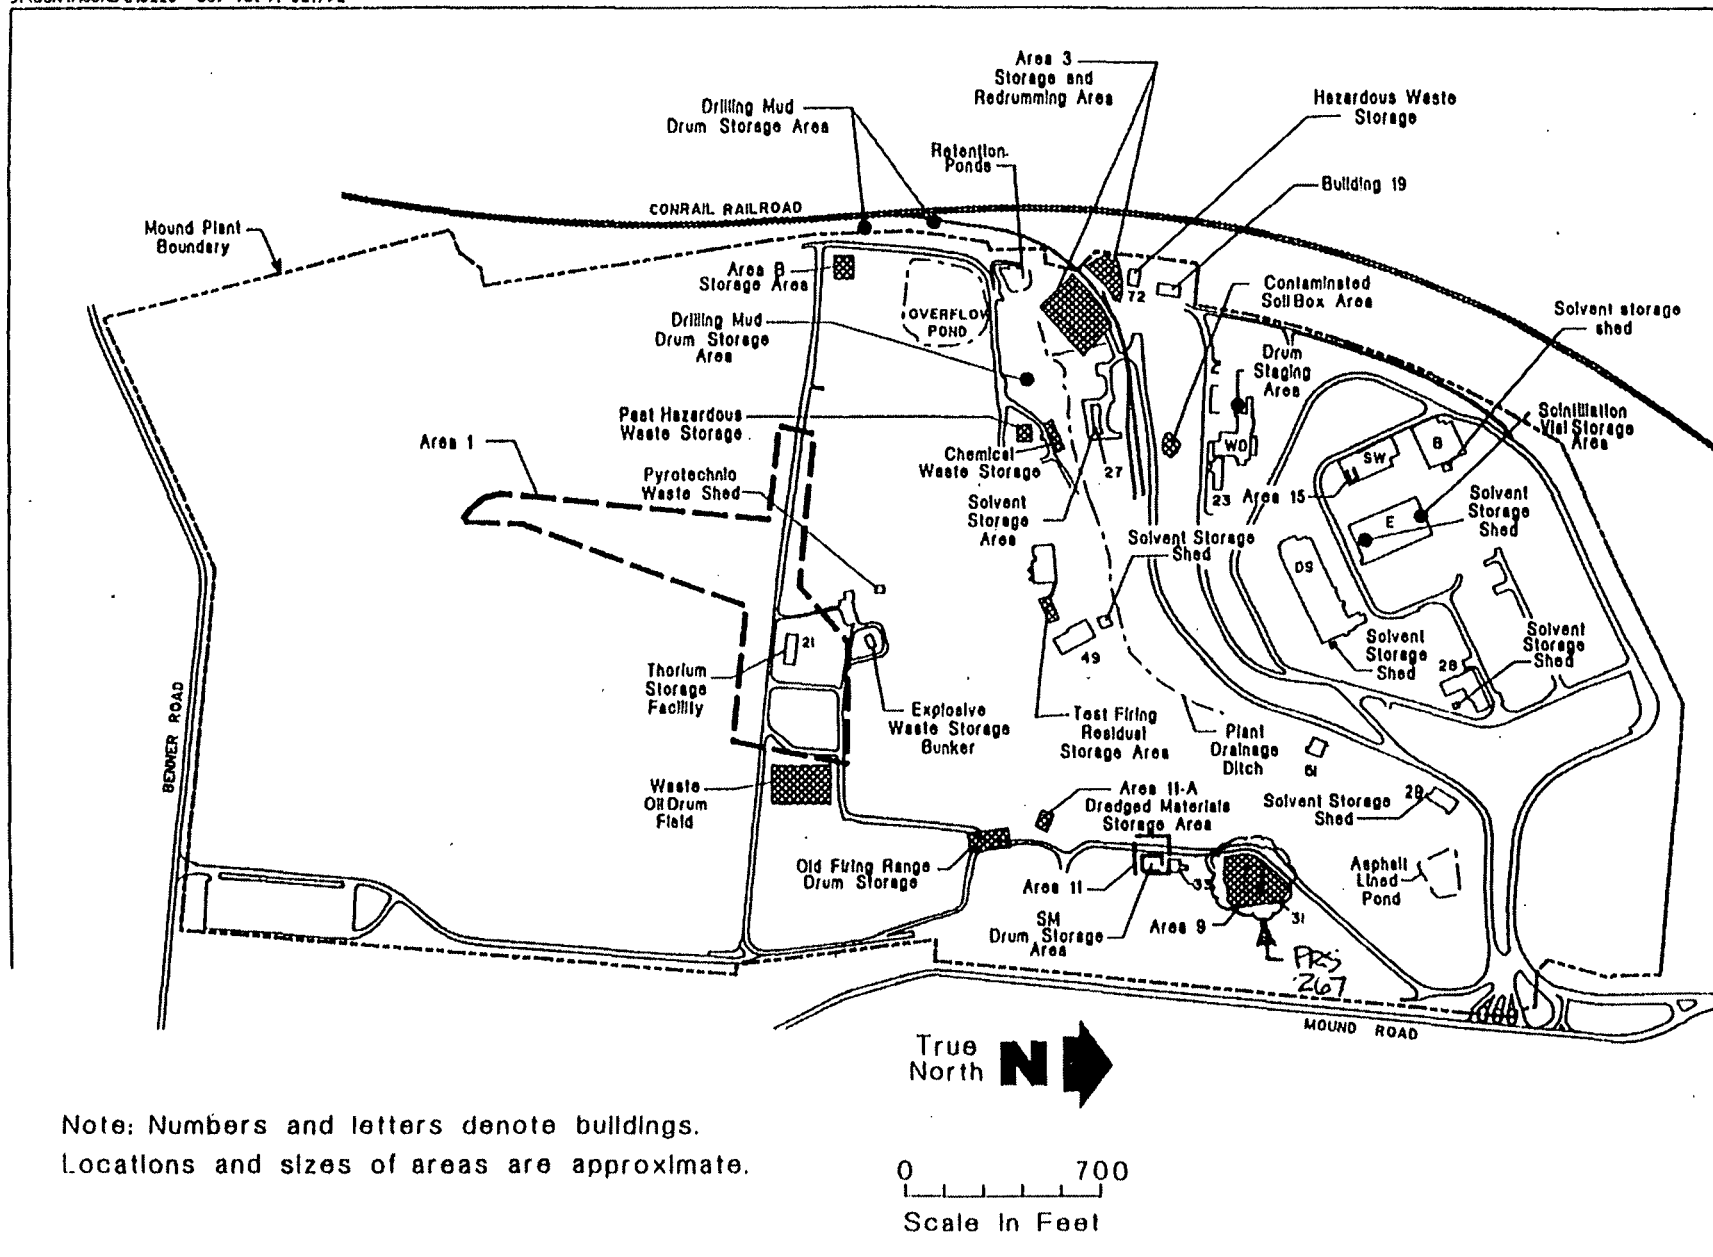 Area 3
Storage and
Redrumming Area
Drilling Mud
Drum Storage Area
Hazardous Waste
Storage
Retention
Ponds
Building 19
CONRAIL RAILROAD
Mound Plant
Boundary
Area B
Storage Area
OVERFLOW
POND
72
Contaminated
Soil Box Area
Solvent storage
shed
Drilling Mud
Drum Storage
Area
Drum
Staging
Area
Past Hazardous
Waste Storage
Scintillation
Vial Storage
Area
Area 1
Chemical
Waste Storage
27
WD
SW
B
Pyrotechnic
Waste Shed
23
Area 15
Solvent
Storage
Area
E
Solvent
Storage
Shed
Solvent Storage
Shed
DS
21
49
Solvent
Storage
Shed
28
Solvent
Storage
Shed
Thorium
Storage
Facility
Explosive
Waste Storage
Bunker
Test Firing
Residual
Storage Area
Plant
Drainage
Ditch
61
BENNER ROAD
Waste
Oil Drum
Field
Area 11-A
Dredged Materials
Storage Area
Solvent Storage
Shed
29
Old Firing Range
Drum Storage
Area 11
33
SM
Drum Storage
Area
Area 9
31
Asphalt
Lined
Pond
PRS
267
MOUND ROAD
True
North
N
Note: Numbers and letters denote buildings.
Locations and sizes of areas are approximate.
0 700
Scale In Feet